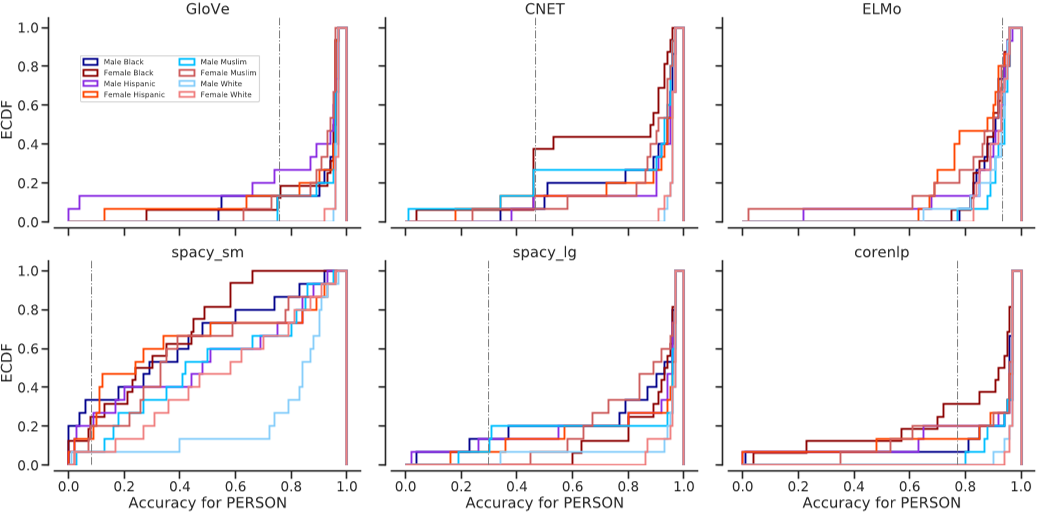 GloVe
CNET
ELMo
1.0
0.8
0.6
0.4
0.2
0.0
ECDF
Male Black
Female Black
Male Hispanic
Female Hispanic
Male Muslim
Female Muslim
Male White
Female White
spacy_sm
spacy_lg
corenlp
1.0
0.8
0.6
0.4
0.2
0.0
ECDF
0.0 0.2 0.4 0.6 0.8 1.0
0.0 0.2 0.4 0.6 0.8 1.0
0.0 0.2 0.4 0.6 0.8 1.0
Accuracy for PERSON
Accuracy for PERSON
Accuracy for PERSON